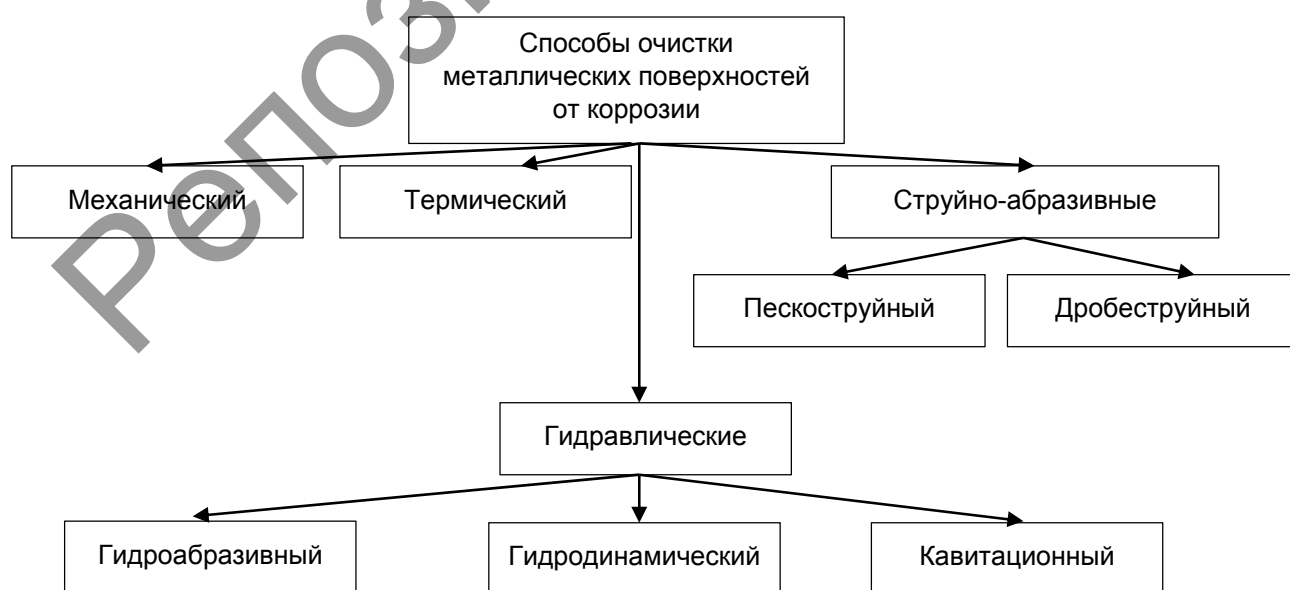 Способы очистки
металлических поверхностей
от коррозии
Механический
Термический
Струйно-абразивные
Пескоструйный
Дробеструйный
Гидравлические
Гидроабразивный
Гидродинамический
Кавитационный